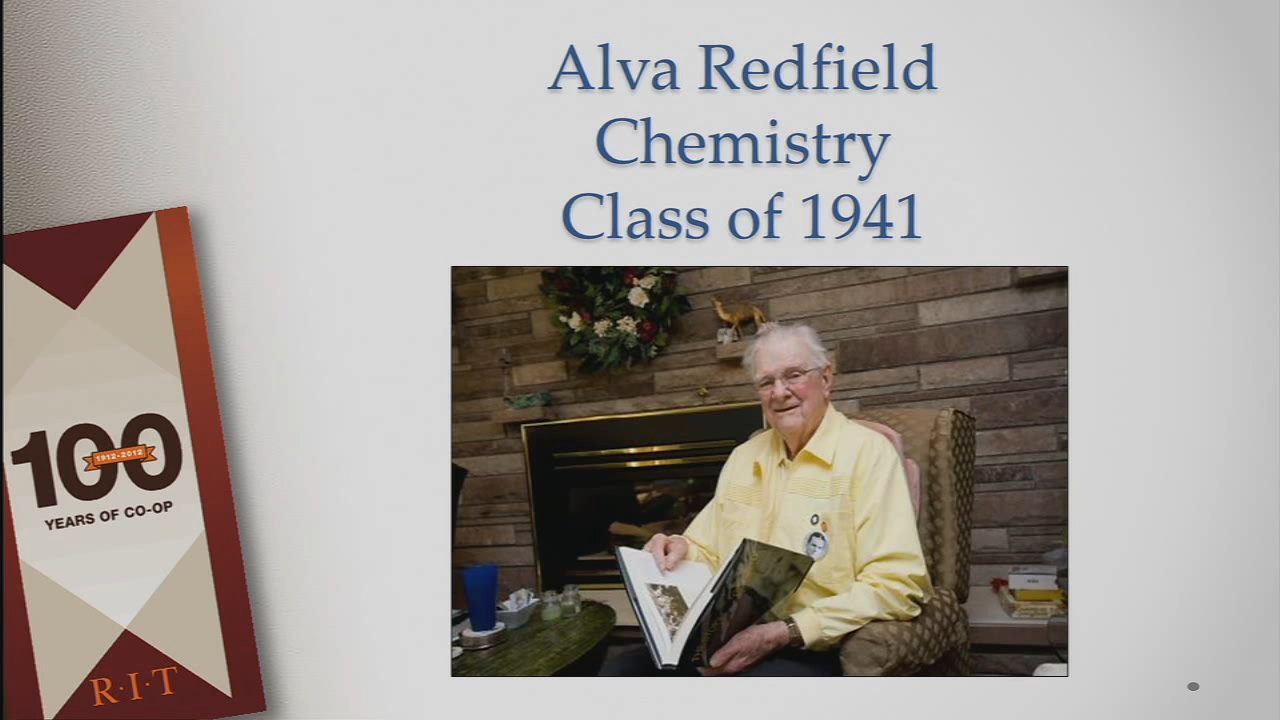 Alva Redfield
Chemistry
Class of 1941
100
1912-2012
YEARS OF CO-OP
R·I·T